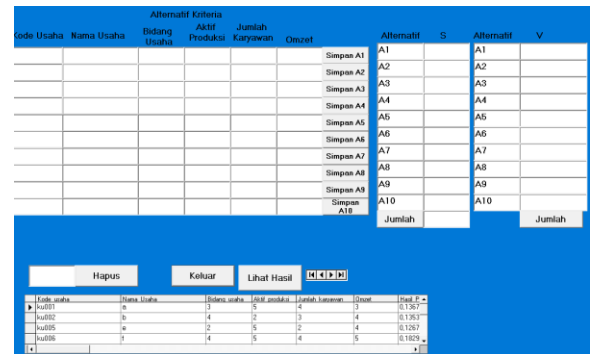 Alternatif Kriteria
Kode Usaha Nama Usaha Bidang Usaha Aktif Produksi Jumlah Karyawan Omzet
Alternatif S Alternatif V
Simpan A1
Simpan A2
Simpan A3
Simpan A4
Simpan A5
Simpan A6
Simpan A7
Simpan A8
Simpan A9
Simpan A10
A1 A1
A2 A2
A3 A3
A4 A4
A5 A5
A6 A6
A7 A7
A8 A8
A9 A9
A10 A10
Jumlah Jumlah
Hapus Keluar Lihat Hasil
Kode usaha Nama Usaha Bidang usaha Aktif produksi Jumlah karyawan Omzet Hasil P
ku001 a 3 5 4 3 0,1367
ku002 b 4 2 3 4 0,1353
ku005 e 2 5 2 4 0,1267
ku006 f 4 5 4 5 0,1829